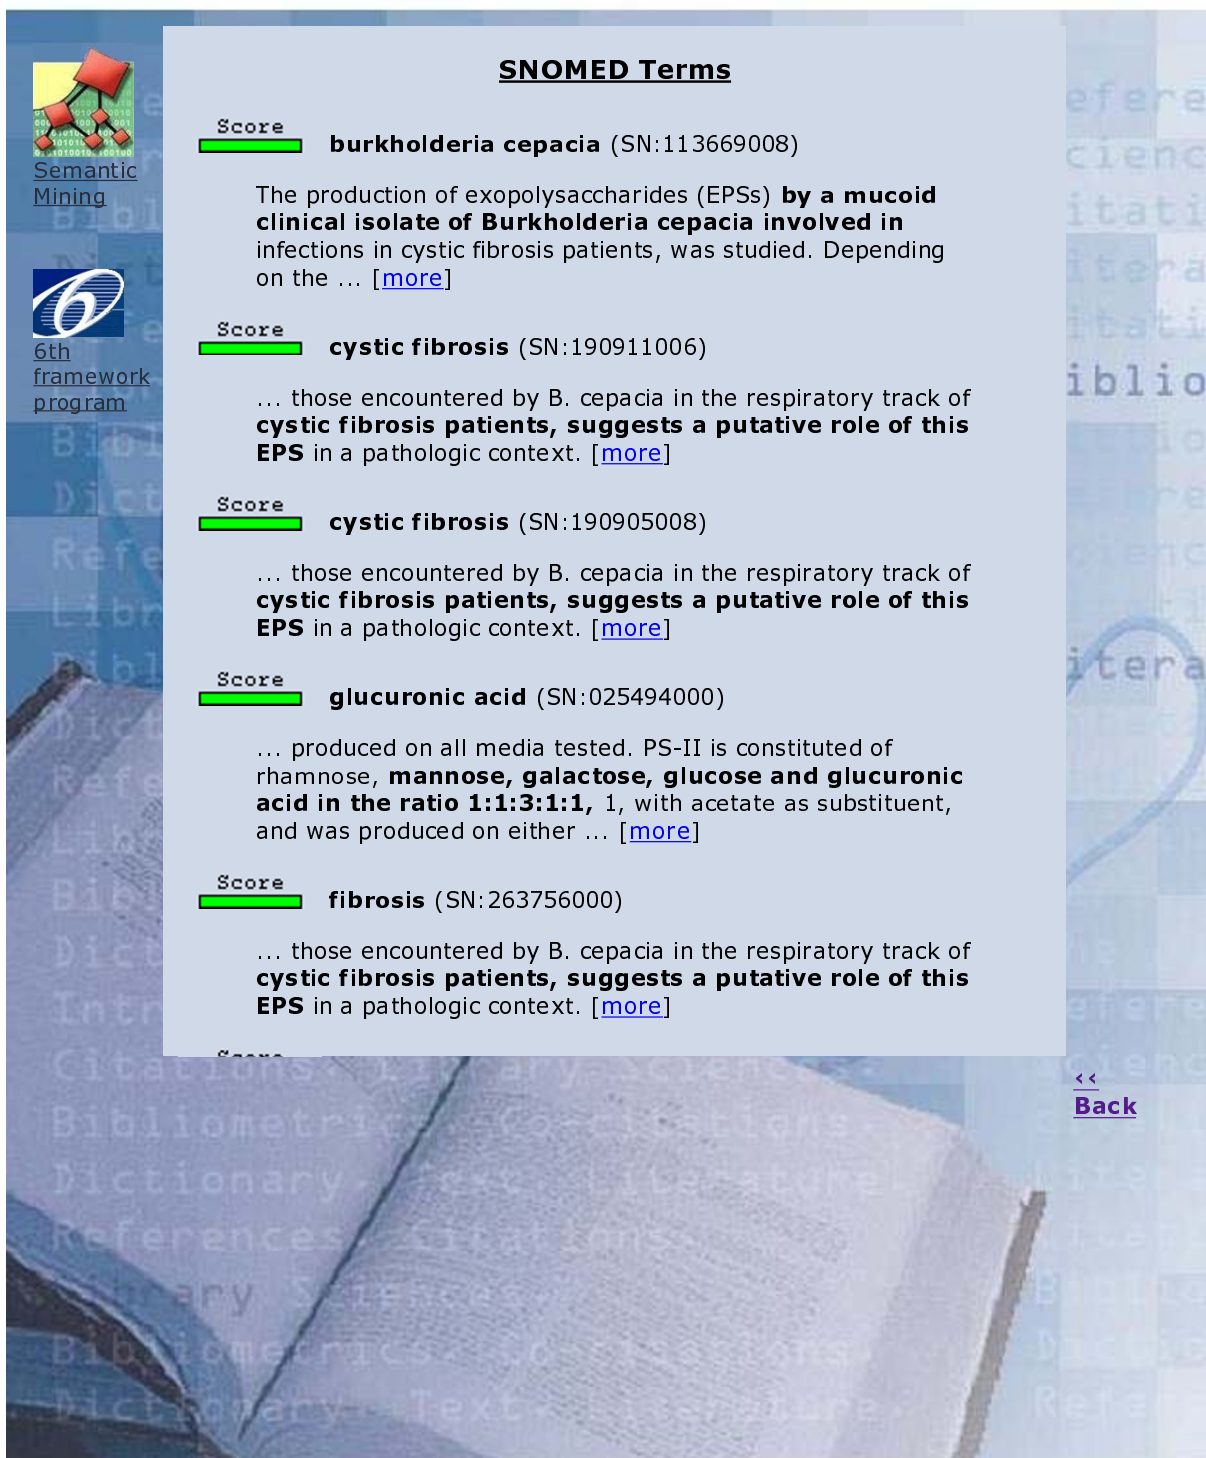 SNOMED Terms
Semantic
Mining
6th
framework
program
Score
burkholderia cepacia (SN:113669008)
The production of exopolysaccharides (EPSs) by a mucoid
clinical isolate of Burkholderia cepacia involved in
infections in cystic fibrosis patients, was studied. Depending
on the ... [more]
Score
cystic fibrosis (SN:190911006)
... those encountered by B. cepacia in the respiratory track of
cystic fibrosis patients, suggests a putative role of this
EPS in a pathologic context. [more]
Score
cystic fibrosis (SN:190905008)
... those encountered by B. cepacia in the respiratory track of
cystic fibrosis patients, suggests a putative role of this
EPS in a pathologic context. [more]
Score
glucuronic acid (SN:025494000)
... produced on all media tested. PS-II is constituted of
rhamnose, mannose, galactose, glucose and glucuronic
acid in the ratio 1:1:3:1:1, 1, with acetate as substituent,
and was produced on either ... [more]
Score
fibrosis (SN:263756000)
... those encountered by B. cepacia in the respiratory track of
cystic fibrosis patients, suggests a putative role of this
EPS in a pathologic context. [more]
Score
<<
Back